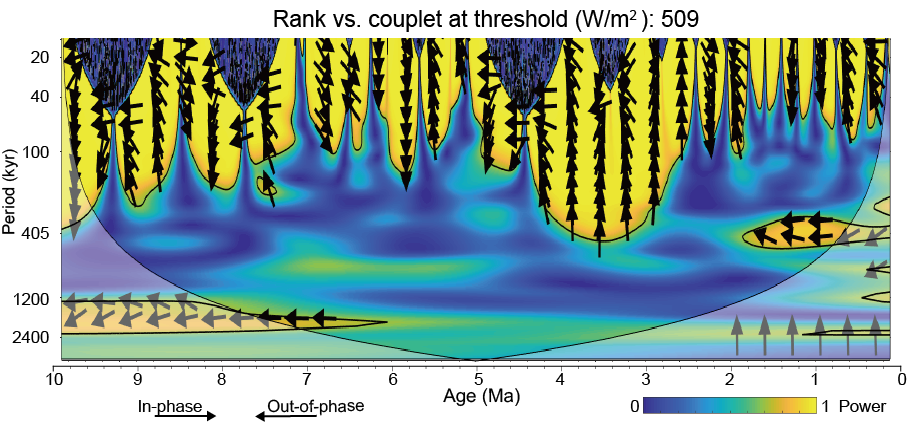 Rank vs. couplet at threshold (W/m²): 509
Period (kyr)
20
40
100
405
1200
2400
10 9 8 7 6 5 4 3 2 1 0
Age (Ma)
In-phase Out-of-phase 0 1 Power